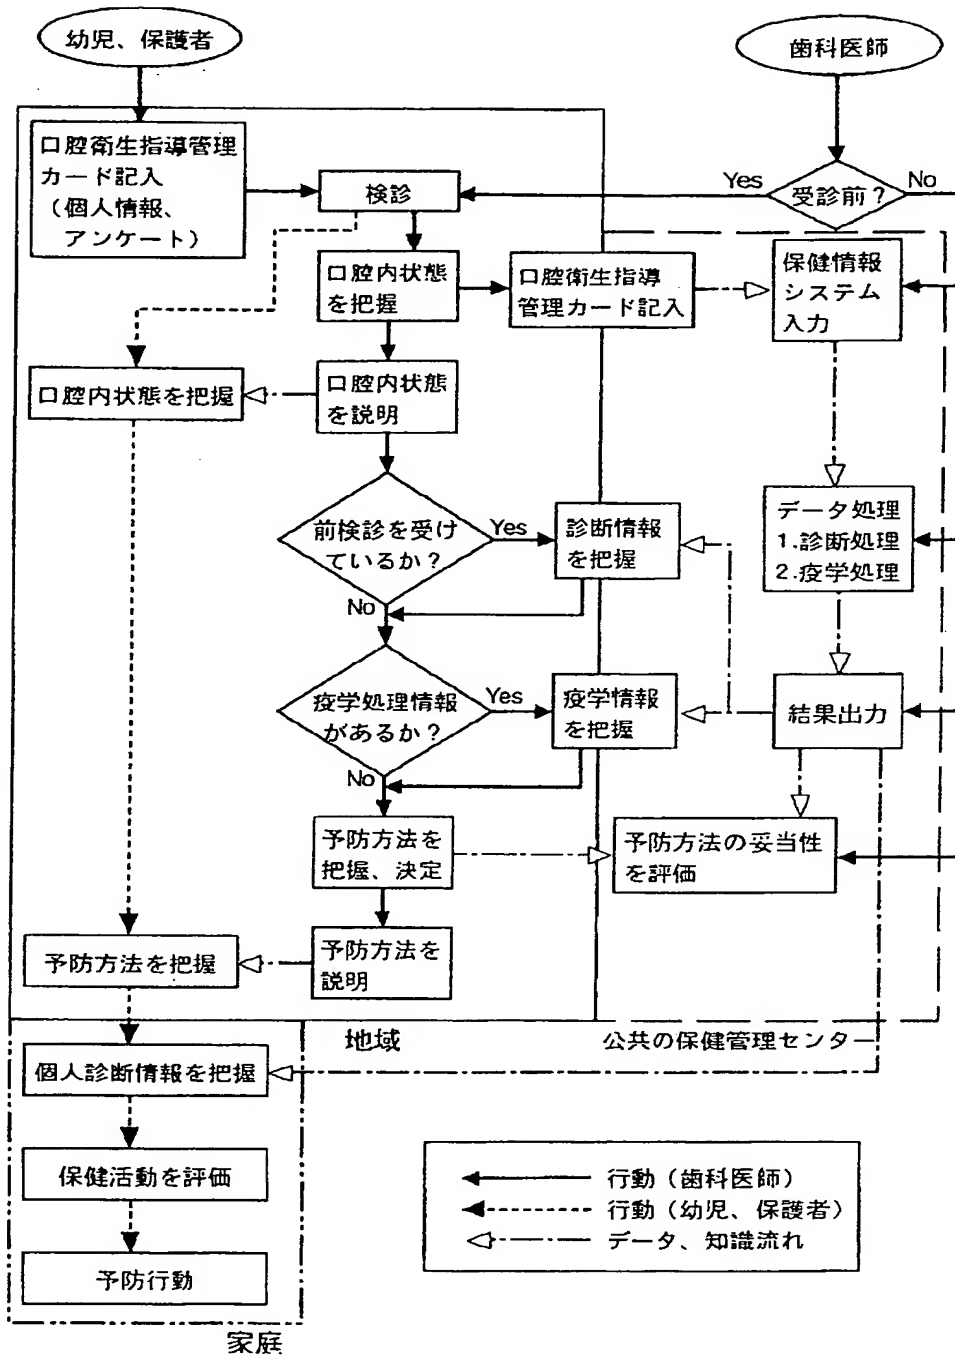 幼児、保護者
歯科医師
口腔衛生指導管理
カード記入
（個人情報、
アンケート）
検診
Yes
受診前？
No
口腔内状態
を把握
口腔衛生指導
管理カード記入
保健情報
システム
入力
口腔内状態を把握
口腔内状態
を説明
前検診を受け
ているか？
Yes
診断情報
を把握
データ処理
1.診断処理
2.疫学処理
No
疫学処理情報
があるか？
Yes
疫学情報
を把握
結果出力
No
予防方法を
把握、決定
予防方法の妥当性
を評価
予防方法を把握
予防方法を
説明
地域
公共の保健管理センター
個人診断情報を把握
保健活動を評価
予防行動
家庭
行動（歯科医師）
行動（幼児、保護者）
データ、知識流れ